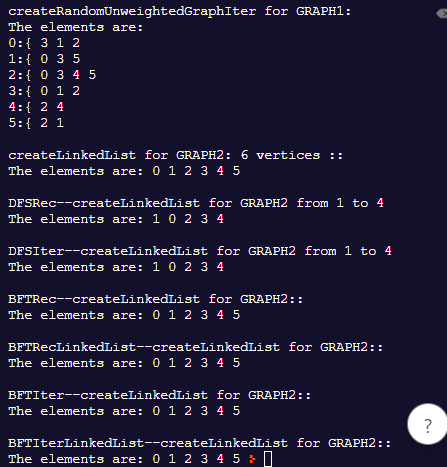 createRandomUnweightedGraphIter for GRAPH1:
The elements are:
0:{ 3 1 2
1:{ 0 3 5
2:{ 0 3 4 5
3:{ 0 1 2
4:{ 2 4
5:{ 2 1
createLinkedList for GRAPH2: 6 vertices ::
The elements are: 0 1 2 3 4 5
DFSRec--createLinkedList for GRAPH2 from 1 to 4
The elements are: 1 0 2 3 4
DFSIter--createLinkedList for GRAPH2 from 1 to 4
The elements are: 1 0 2 3 4
BFTRec--createLinkedList for GRAPH2::
The elements are: 0 1 2 3 4 5
BFTRecLinkedList--createLinkedList for GRAPH2::
The elements are: 0 1 2 3 4 5
BFTIter--createLinkedList for GRAPH2::
The elements are: 0 1 2 3 4 5
?
BFTIterLinkedList--createLinkedList for GRAPH2::
The elements are: 0 1 2 3 4 5 >